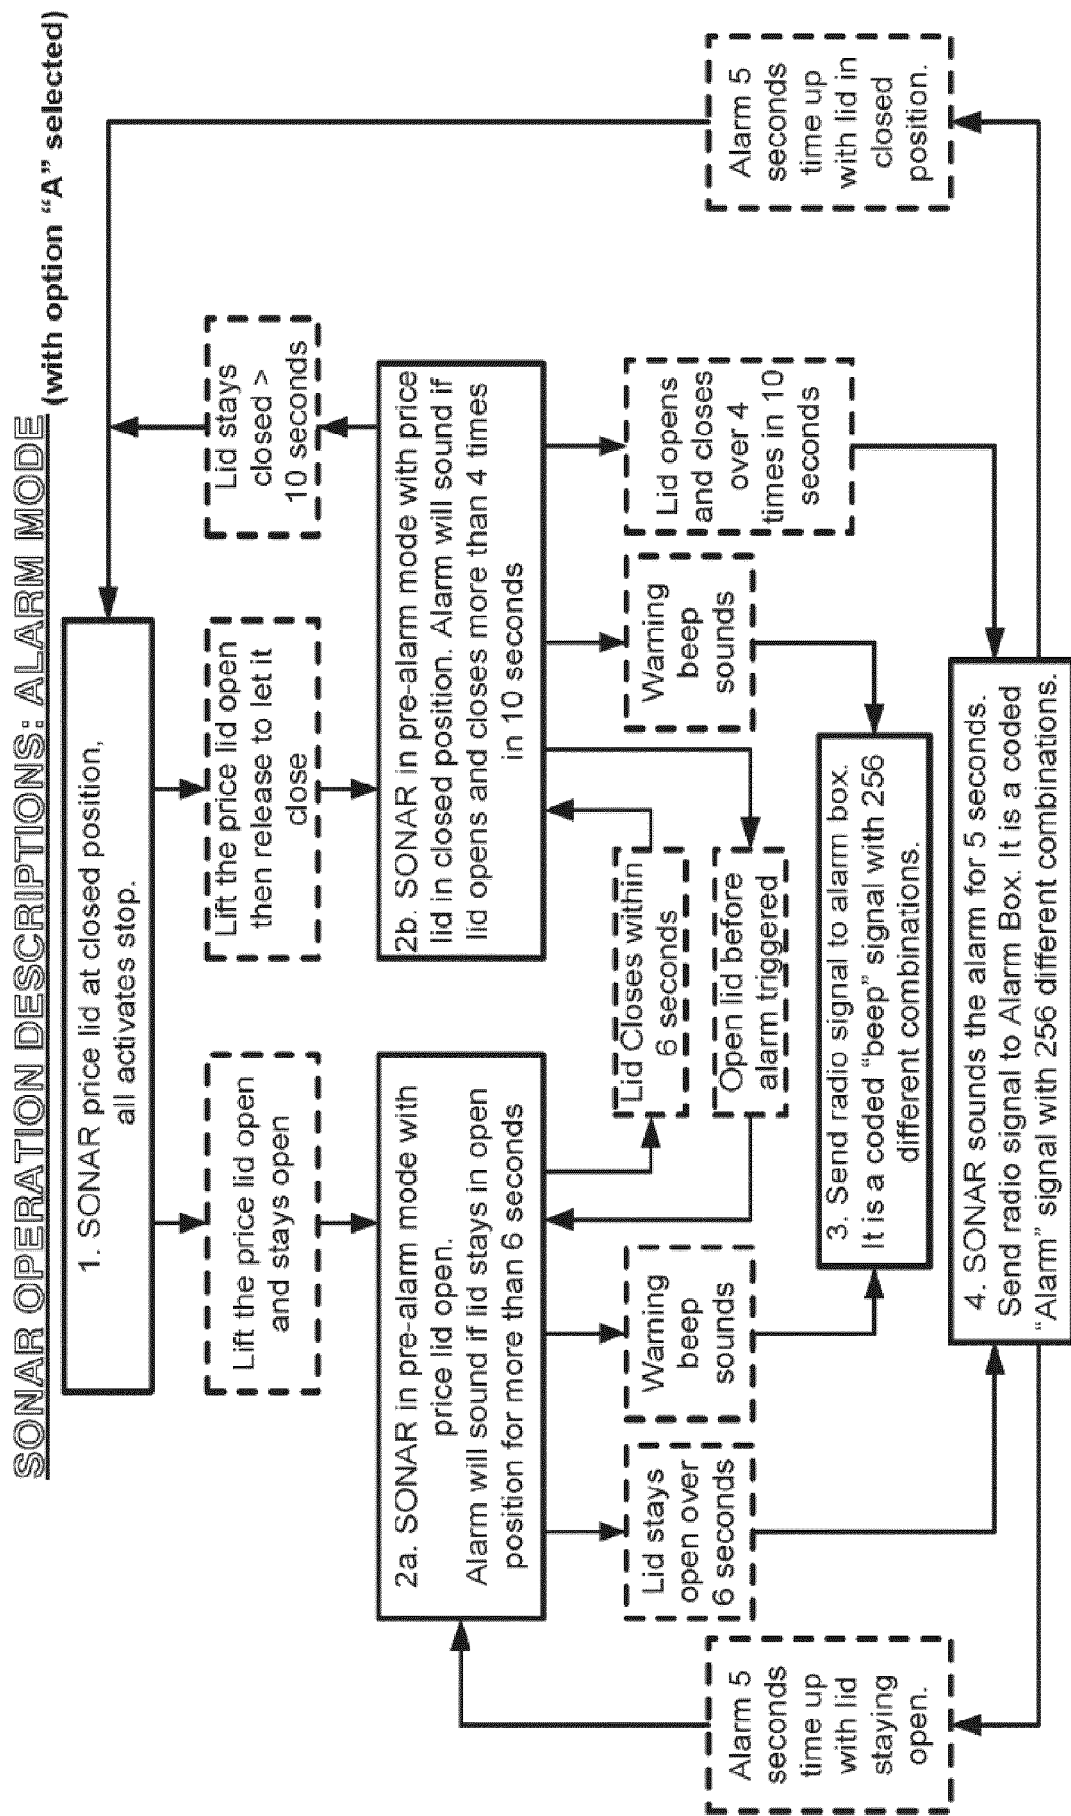 SONAR OPERATION DESCRIPTIONS: ALARM MODE
(with option “A” selected)
1. SONAR price lid at closed position,
all activates stop.
Lift the price lid open
and stays open
Lift the price lid open
then release to let it
close
Lid stays
closed >
10 seconds
2a. SONAR in pre-alarm mode with
price lid open.
Alarm will sound if lid stays in open
position for more than 6 seconds
2b. SONAR in pre-alarm mode with price
lid in closed position. Alarm will sound if
lid opens and closes more than 4 times
in 10 seconds
Lid stays
open over
6 seconds
Warning
beep
sounds
Lid Closes within
6 seconds
Open lid before
alarm triggered
Warning
beep
sounds
Lid opens
and closes
over 4
times in 10
seconds
Alarm 5
seconds
time up
with lid
staying
open.
Alarm 5
seconds
time up
with lid in
closed
position.
3. Send radio signal to alarm box.
It is a coded “beep” signal with 256
different combinations.
4. SONAR sounds the alarm for 5 seconds.
Send radio signal to Alarm Box. It is a coded
“Alarm” signal with 256 different combinations.